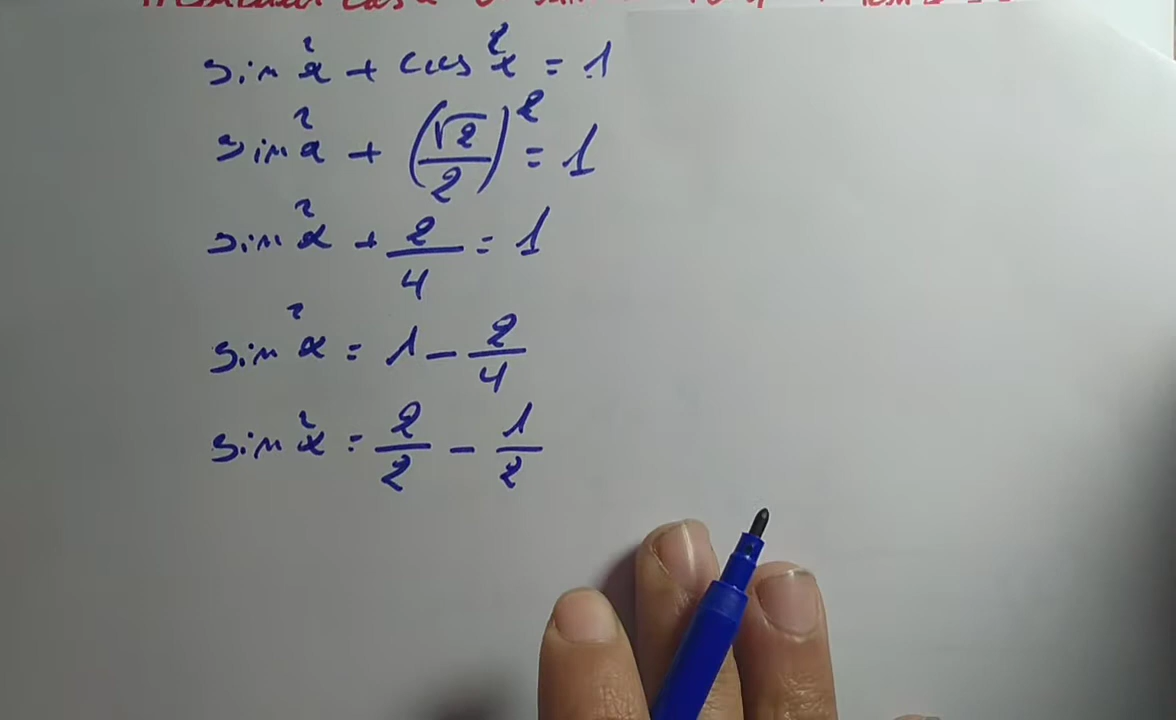 sin²α + cos²α = 1
sin²α + (√2/2)² = 1
sin²α + 2/4 = 1
sin²α = 1 - 2/4
sin²α = 2/2 - 1/2